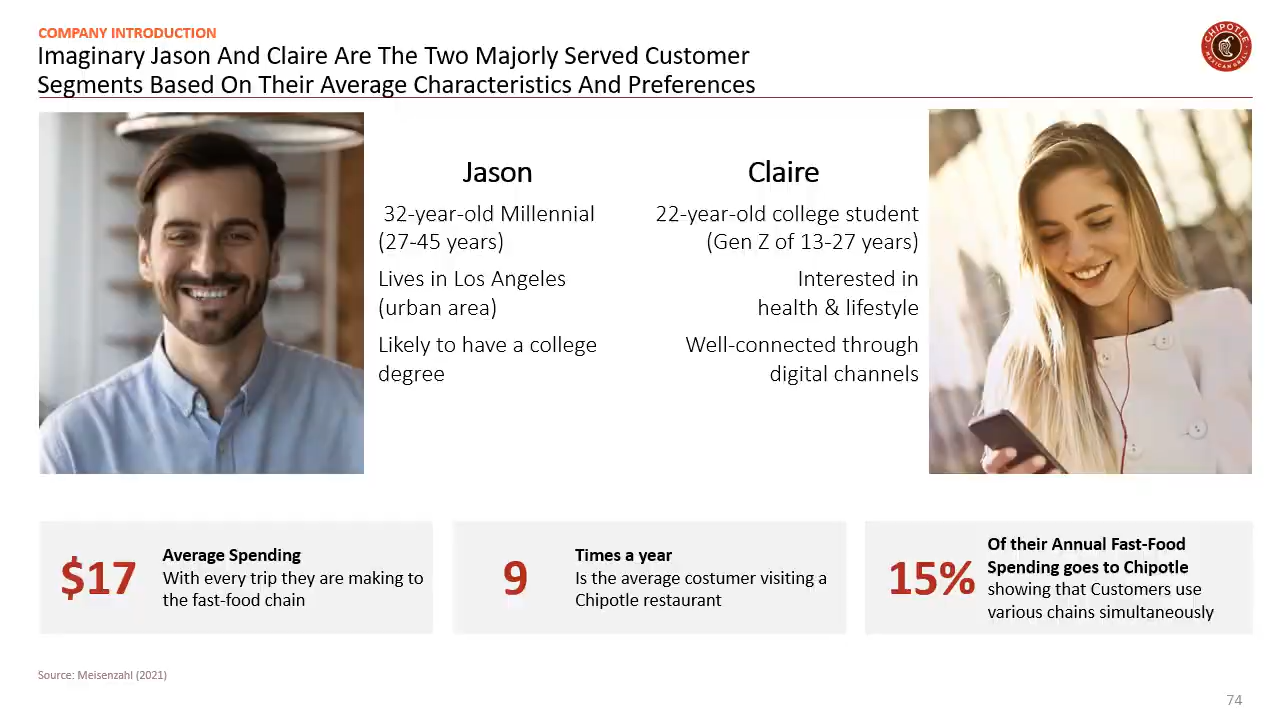 COMPANY INTRODUCTION
Imaginary Jason And Claire Are The Two Majorly Served Customer
Segments Based On Their Average Characteristics And Preferences
CHIPOTLE
MEXICAN GRILL
Jason
32-year-old Millennial
(27-45 years)
Lives in Los Angeles
(urban area)
Likely to have a college
degree
Claire
22-year-old college student
(Gen Z of 13-27 years)
Interested in
health & lifestyle
Well-connected through
digital channels
$17
Average Spending
With every trip they are making to
the fast-food chain
9
Times a year
Is the average costumer visiting a
Chipotle restaurant
15%
Of their Annual Fast-Food
Spending goes to Chipotle
showing that Customers use
various chains simultaneously
Source: Meisenzahl (2021)
74